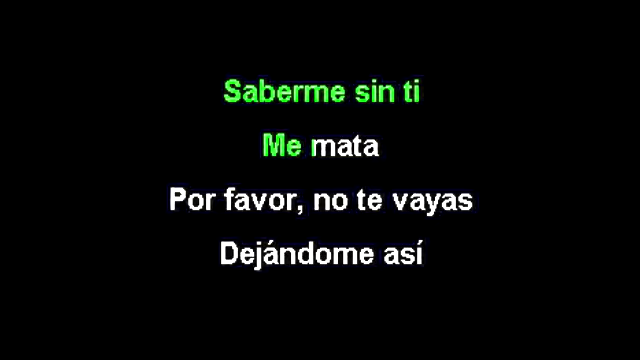 Saberme sin ti
Me mata
Por favor, no te vayas
Dejándome así